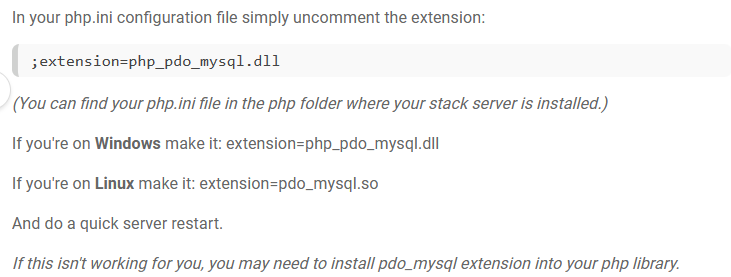 In your php.ini configuration file simply uncomment the extension:
;extension=php_pdo_mysql.dll
(You can find your php.ini file in the php folder where your stack server is installed.)
If you're on Windows make it: extension=php_pdo_mysql.dll
If you're on Linux make it: extension=pdo_mysql.so
And do a quick server restart.
If this isn't working for you, you may need to install pdo_mysql extension into your php library.